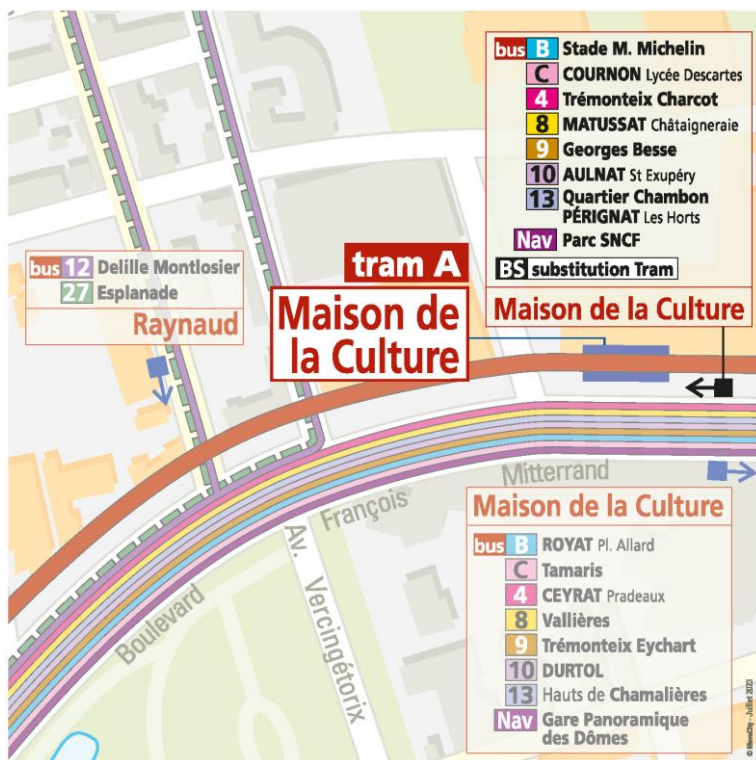 bus B Stade M. Michelin
C COURNON Lycée Descartes
4 Trémonteix Charcot
8 MATUSSAT Châtaigneraie
9 Georges Besse
10 AULNAT St Exupéry
13 Quartier Chambon
PÉRIGNAT Les Horts
Nav Parc SNCF
BS substitution Tram
Maison de la Culture
tram A
Maison de
la Culture
bus 12 Delille Montlosier
27 Esplanade
Raynaud
Boulevard
François
Mitterrand
Av. Vercingétorix
Maison de la Culture
bus B ROYAT Pl. Allard
C Tamaris
4 CEYRAT Pradeaux
8 Vallières
9 Trémonteix Eychart
10 DURTOL
13 Hauts de Chamalières
Nav Gare Panoramique
des Dômes